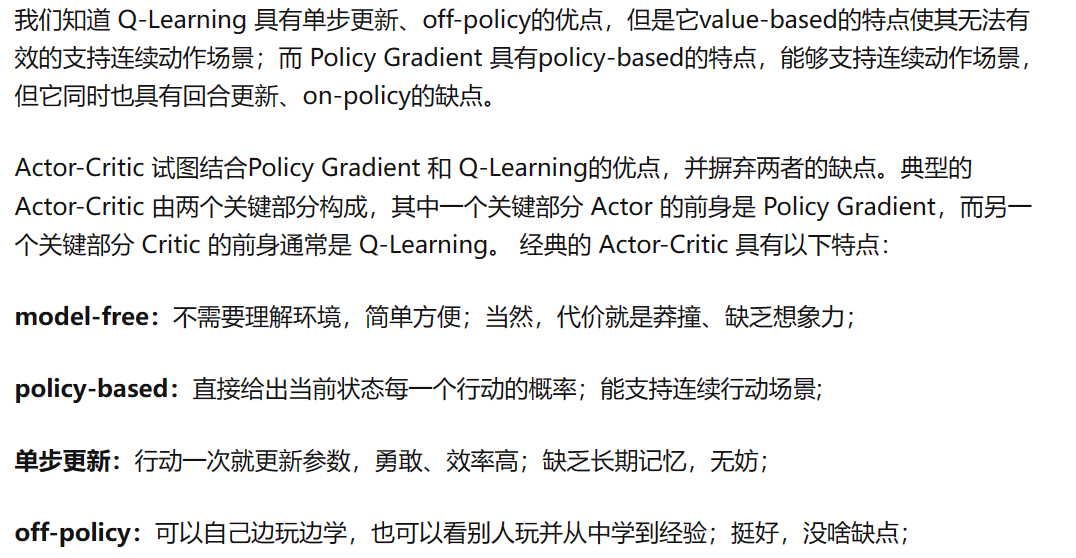 我们知道 Q-Learning 具有单步更新、off-policy的优点，但是它value-based的特点使其无法有
效的支持连续动作场景；而 Policy Gradient 具有policy-based的特点，能够支持连续动作场景，
但它同时也具有回合更新、on-policy的缺点。
Actor-Critic 试图结合Policy Gradient 和 Q-Learning的优点，并摒弃两者的缺点。典型的
Actor-Critic 由两个关键部分构成，其中一个关键部分 Actor 的前身是 Policy Gradient，而另一
个关键部分 Critic 的前身通常是 Q-Learning。 经典的 Actor-Critic 具有以下特点：
model-free：不需要理解环境，简单方便；当然，代价就是莽撞、缺乏想象力；
policy-based：直接给出当前状态每一个行动的概率；能支持连续行动场景;
单步更新：行动一次就更新参数，勇敢、效率高；缺乏长期记忆，无妨；
off-policy：可以自己边玩边学，也可以看别人玩并从中学到经验；挺好，没啥缺点；